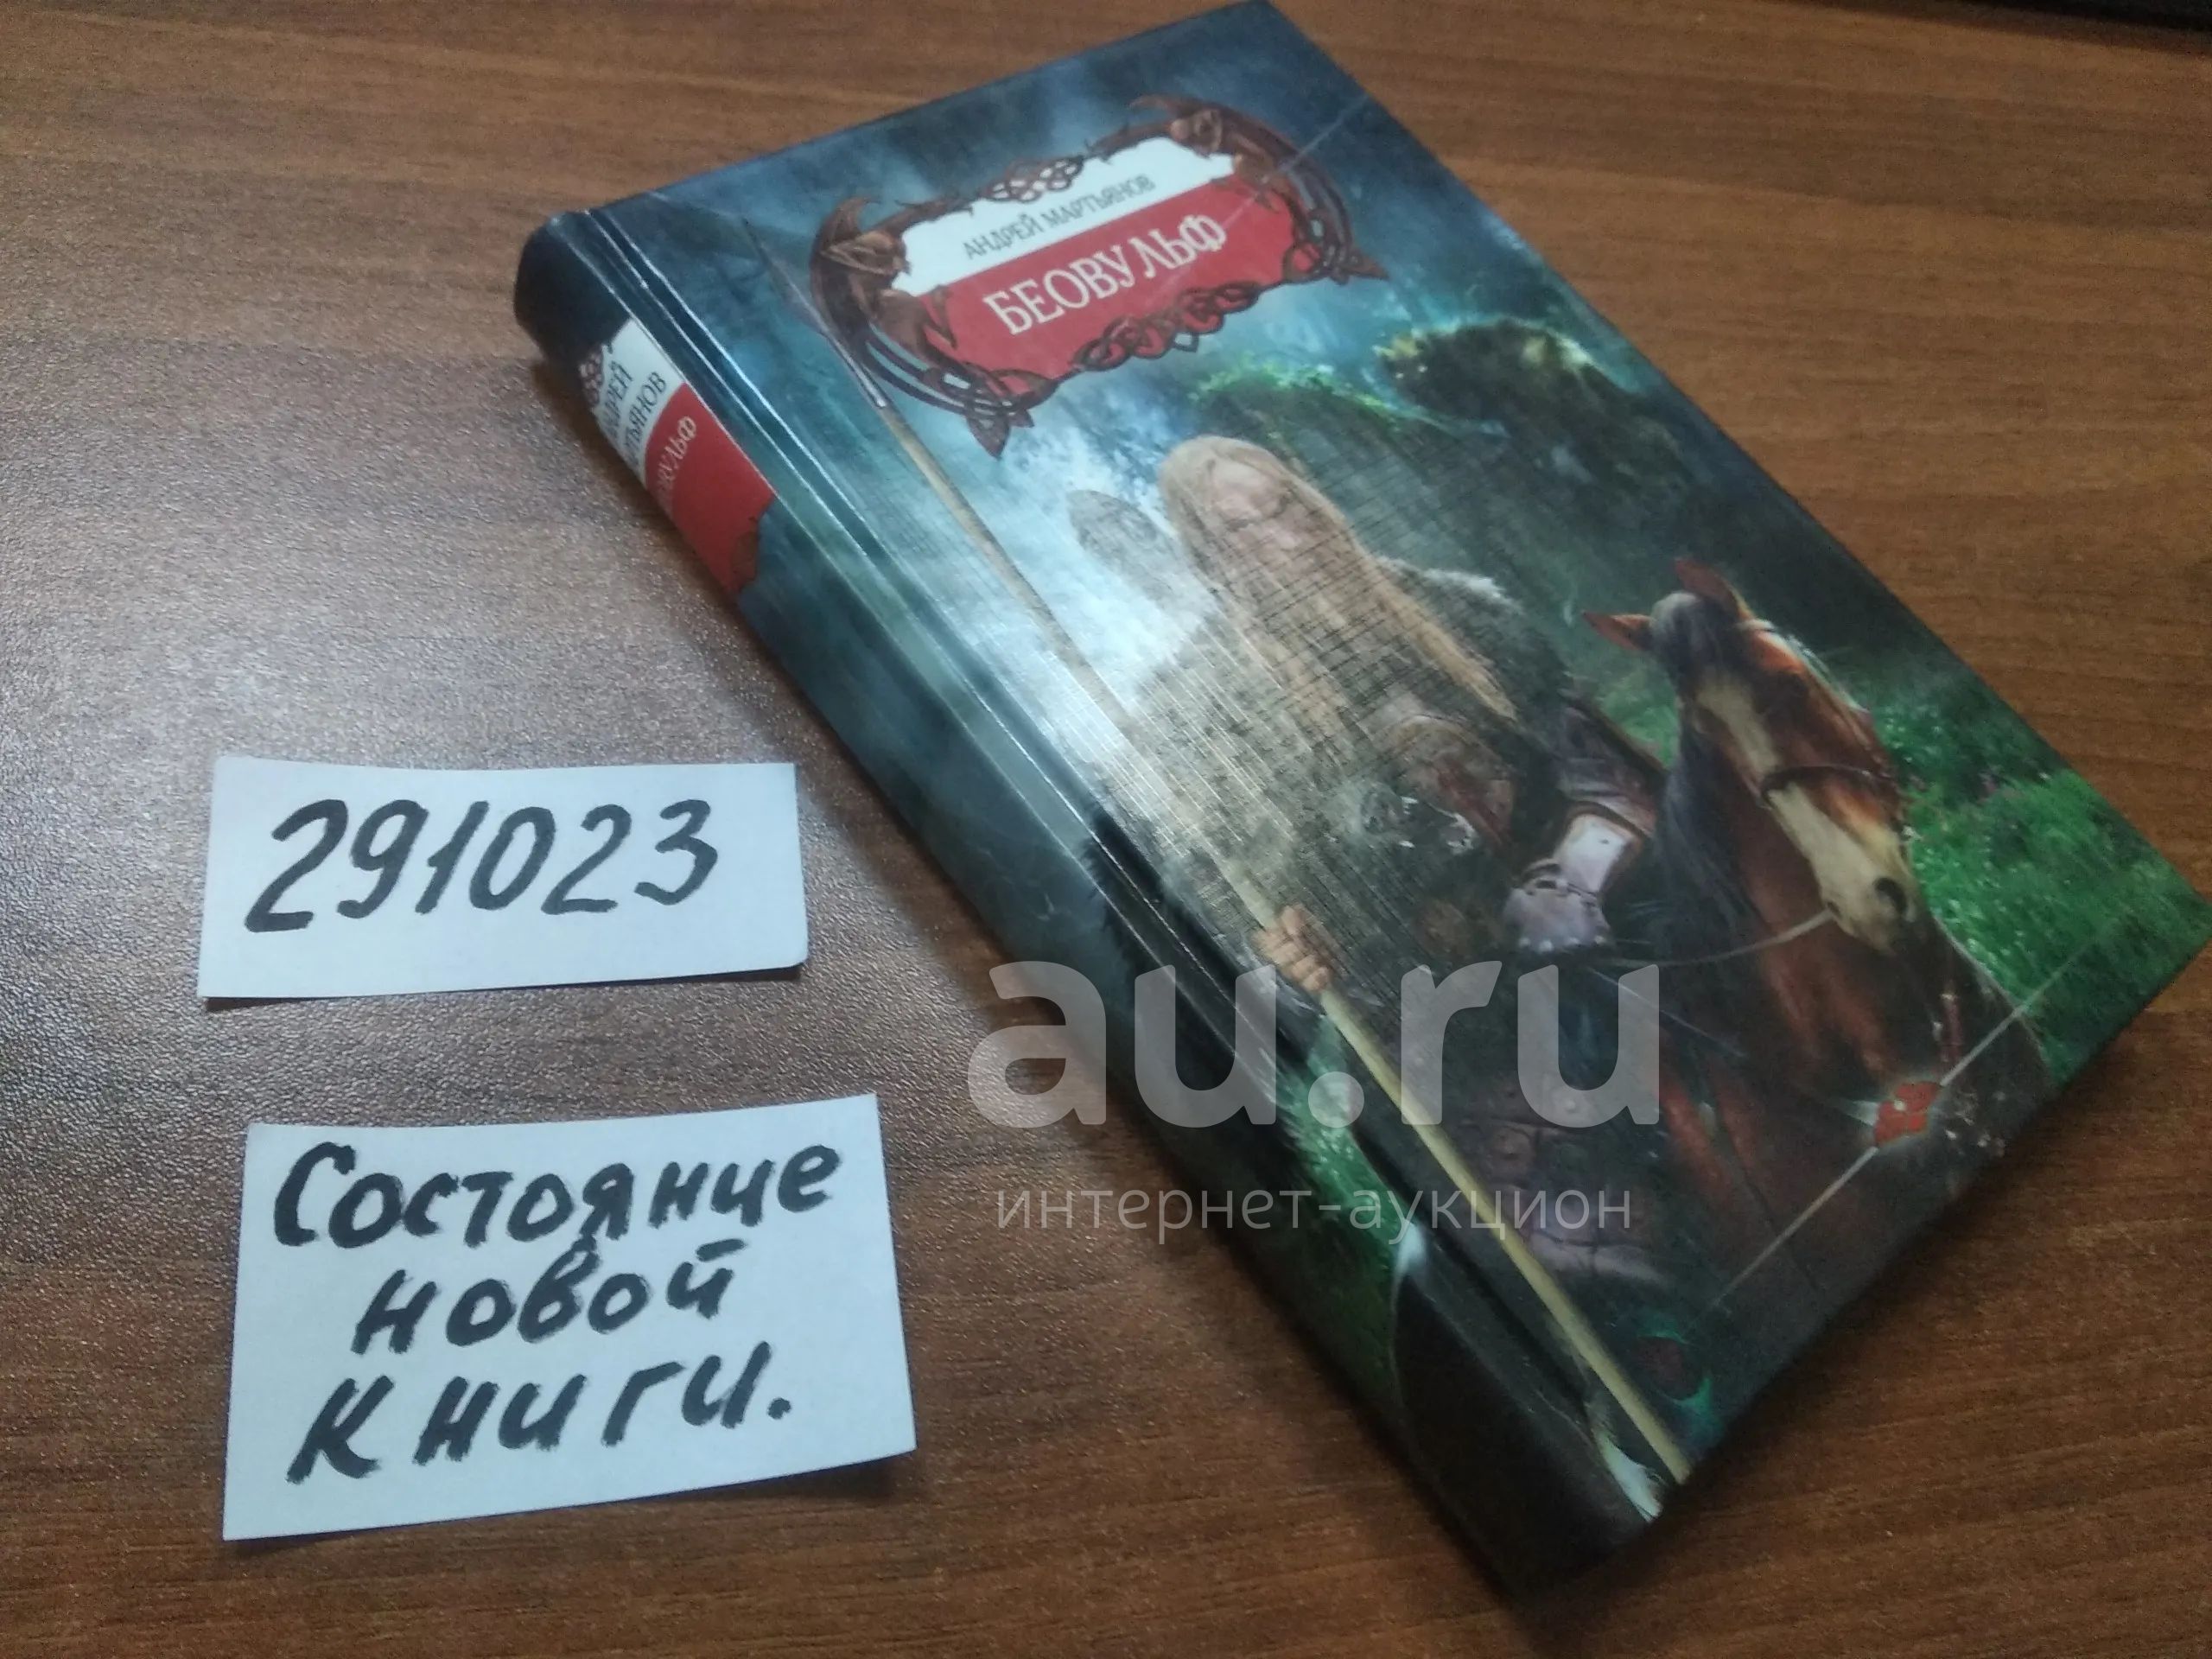 АНДРЕЙ МАРТЬЯНОВ
БЕОВУЛЬФ
291023
Состояние
новой
книги.
au.ru
интернет-аукцион